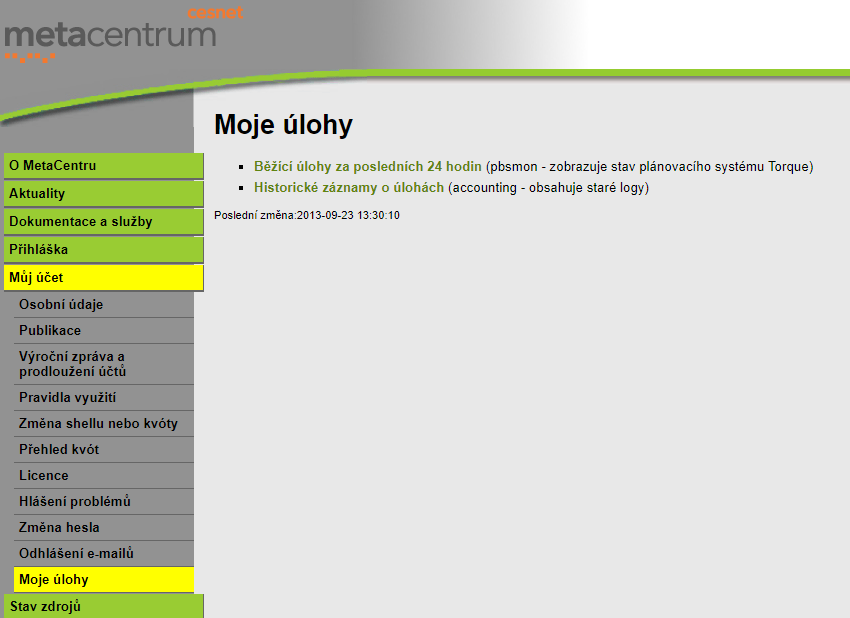 cesnet
metacentrum
Moje úlohy
Běžící úlohy za posledních 24 hodin (pbsmon - zobrazuje stav plánovacího systému Torque)
Historické záznamy o úlohách (accounting - obsahuje staré logy)
Poslední změna:2013-09-23 13:30:10
O MetaCentru
Aktuality
Dokumentace a služby
Přihláška
Můj účet
Osobní údaje
Publikace
Výroční zpráva a
prodloužení účtů
Pravidla využití
Změna shellu nebo kvóty
Přehled kvót
Licence
Hlášení problémů
Změna hesla
Odhlášení e-mailů
Moje úlohy
Stav zdrojů